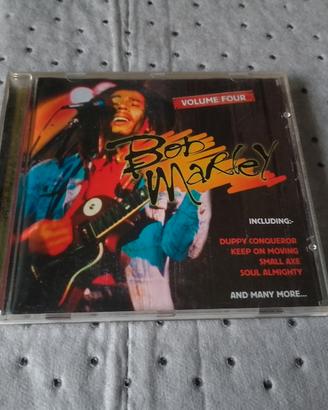 VOLUME FOUR
Bob
Marley
INCLUDING:-
DUPPY CONQUEROR
KEEP ON MOVING
SMALL AXE
SOUL ALMIGHTY
AND MANY MORE...